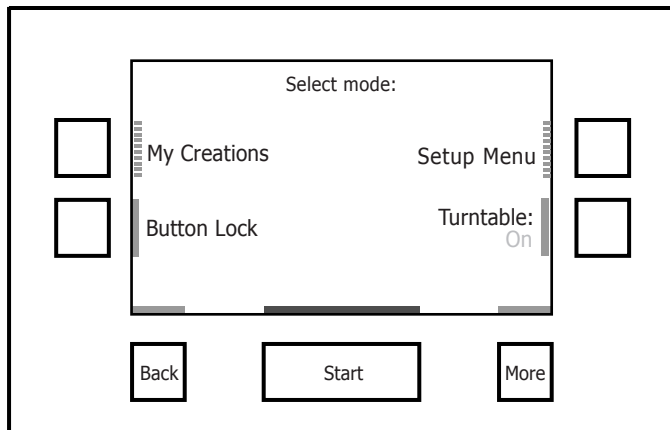 Select mode:
My Creations
Setup Menu
Button Lock
Turntable:
On
Back
Start
More